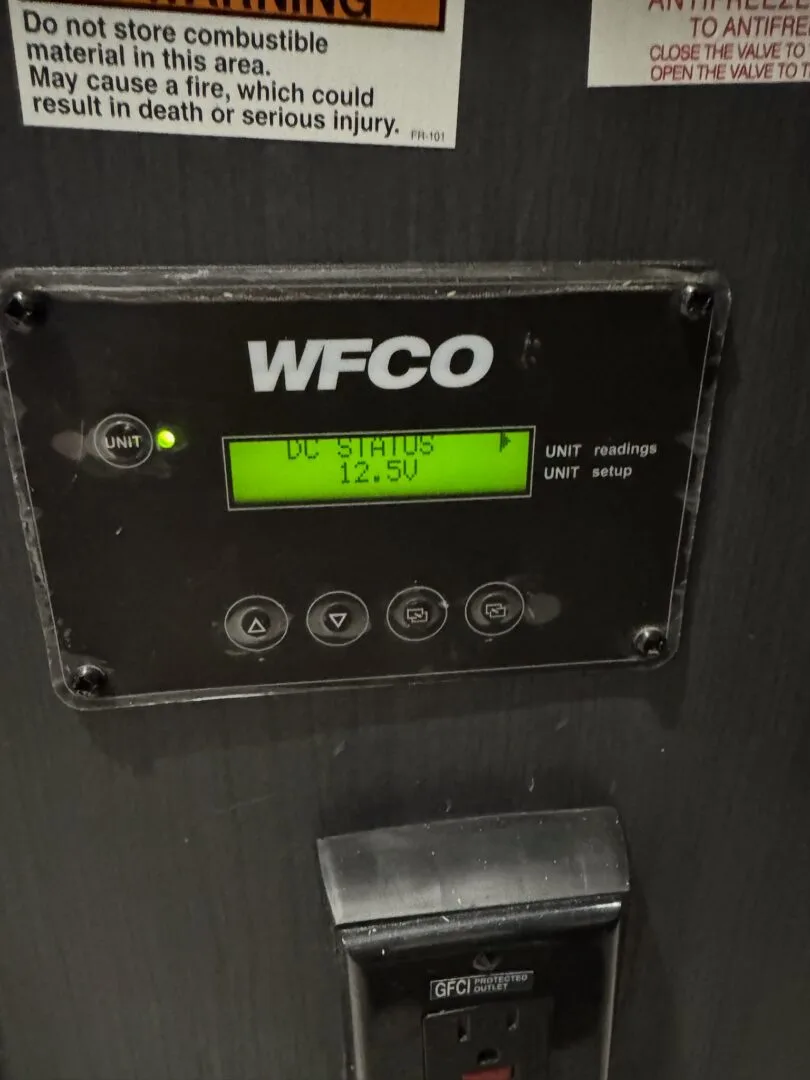 WARNING
Do not store combustible
material in this area.
May cause a fire, which could
result in death or serious injury.
FR-101
ANTIFREEZE
TO ANTIFRE
CLOSE THE VALVE TO
OPEN THE VALVE TO T
WFCO
UNIT
DC STATUS
12.5V
UNIT readings
UNIT setup
GFCI PROTECTED
OUTLET